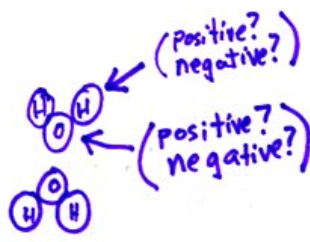 (positive?
negative?)
H H
O
(positive?
negative?)
O
H H